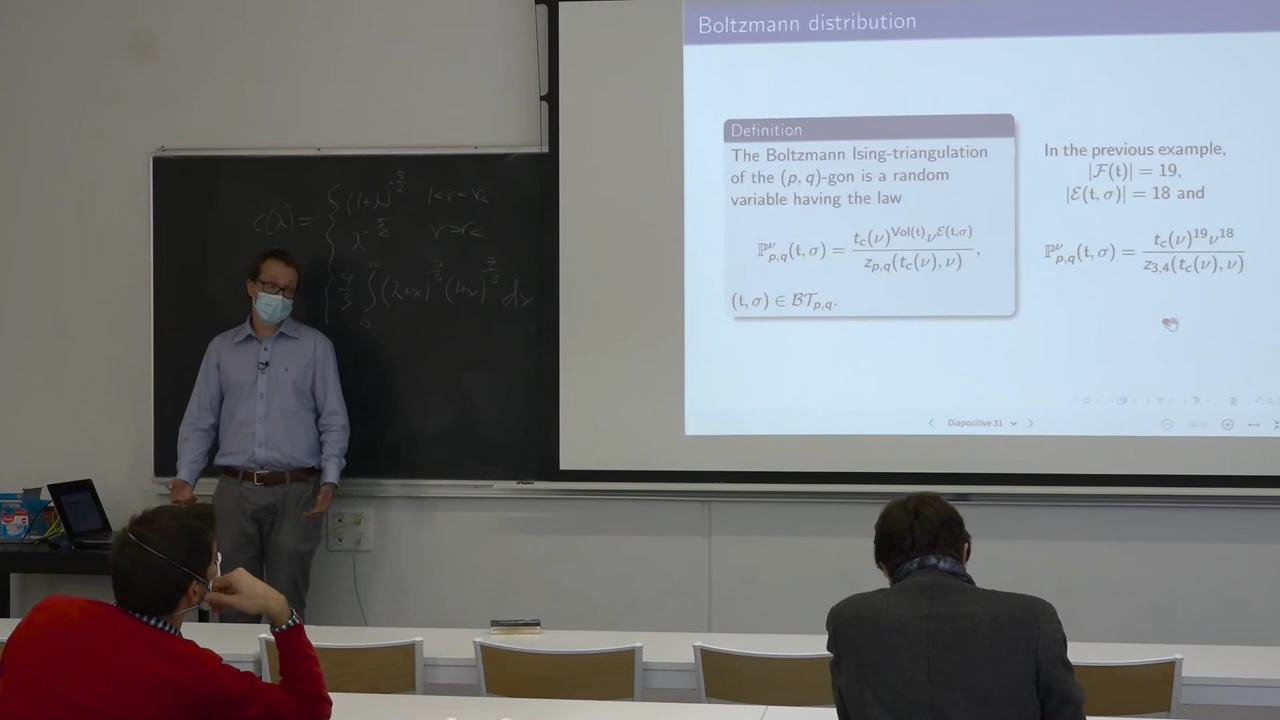 Boltzmann distribution
Definition
The Boltzmann Ising-triangulation
of the (p, q)-gon is a random
variable having the law
ℙ^ν_{p,q}(t, σ) = t_c(ν)^{Vol(t)} ν^{ℰ(t,σ)} / z_{p,q}(t_c(ν), ν) ,
(t, σ) ∈ ℬ𝒯_{p,q}.
In the previous example,
|ℱ(t)| = 19,
|ℰ(t, σ)| = 18 and
ℙ^ν_{p,q}(t, σ) = t_c(ν)^{19} ν^{18} / z_{3,4}(t_c(ν), ν)
Diapositive 31
c(λ) =